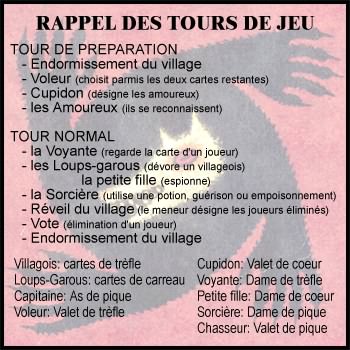 RAPPEL DES TOURS DE JEU
TOUR DE PREPARATION
- Endormissement du village
- Voleur (choisit parmis les deux cartes restantes)
- Cupidon (désigne les amoureux)
- les Amoureux (ils se reconnaissent)
TOUR NORMAL
- la Voyante (regarde la carte d'un joueur)
- les Loups-garous (dévore un villageois)
la petite fille (espionne)
- la Sorcière (utilise une potion, guérison ou empoisonnement)
- Réveil du village (le meneur désigne les joueurs éliminés)
- Vote (élimination d'un joueur)
- Endormissement du village
Villagois: cartes de trèfle
Loups-Garous: cartes de carreau
Capitaine: As de pique
Voleur: Valet de trèfle
Cupidon: Valet de coeur
Voyante: Dame de trèfle
Petite fille: Dame de coeur
Sorcière: Dame de pique
Chasseur: Valet de pique